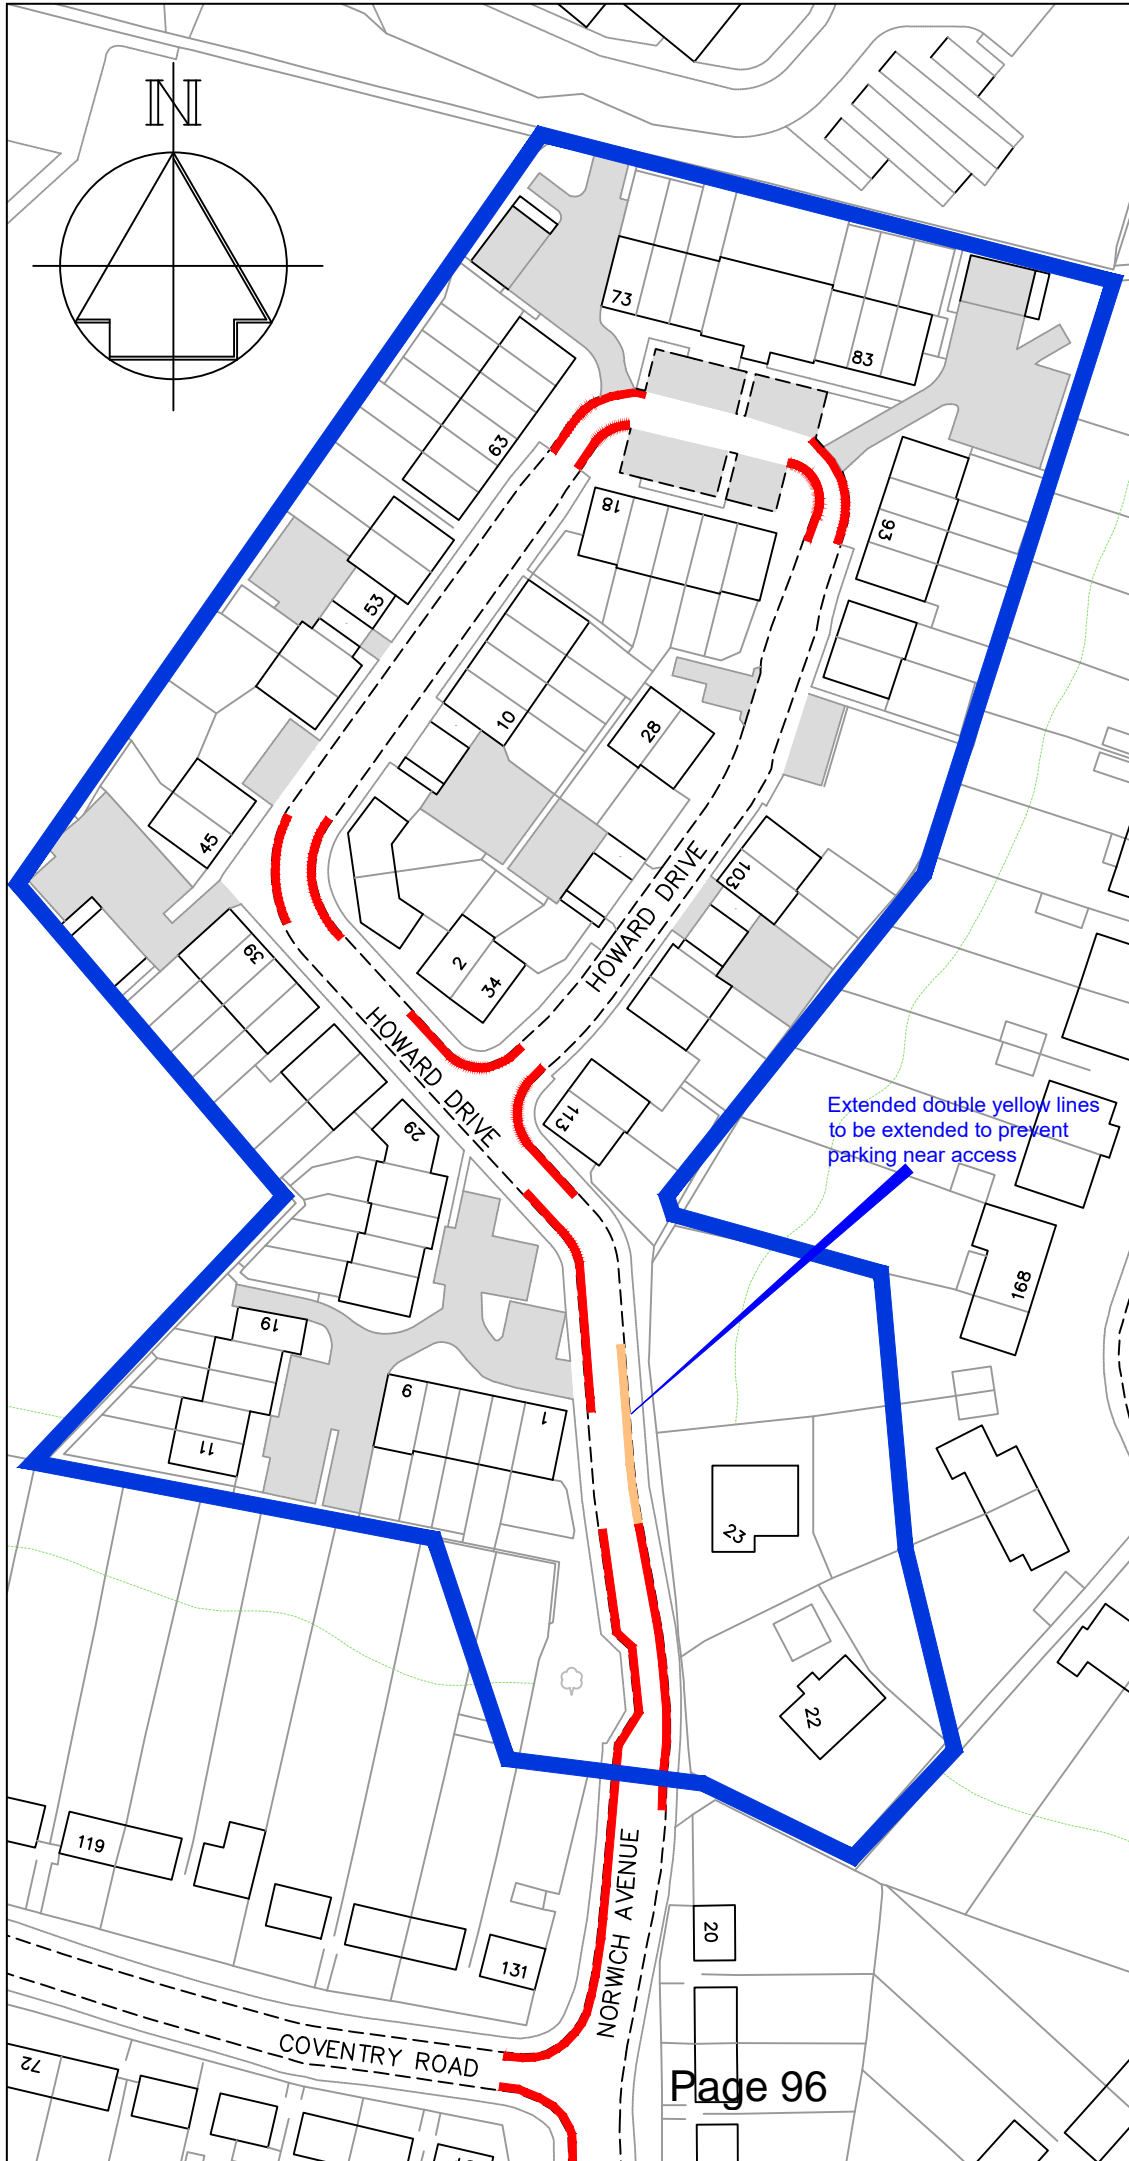 N
73
83
63
18
93
53
10
28
45
103
HOWARD DRIVE
39
2
34
HOWARD DRIVE
29
113
Extended double yellow lines
to be extended to prevent
parking near access
168
19
9
1
11
23
22
119
131
20
NORWICH AVENUE
COVENTRY ROAD
72
Page 96